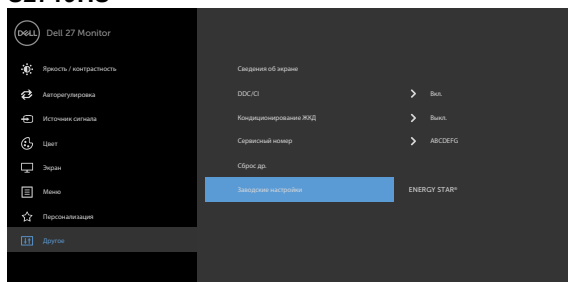 DELL Dell 27 Monitor
Яркость / контрастность Сведения об экране
Авторегулировка DDC/CI Вкл.
Источник сигнала Кондиционирование ЖКД Выкл.
Цвет Сервисный номер ABCDEFG
Экран Сброс др.
Меню Заводские настройки ENERGY STAR®
Персонализация
Другое